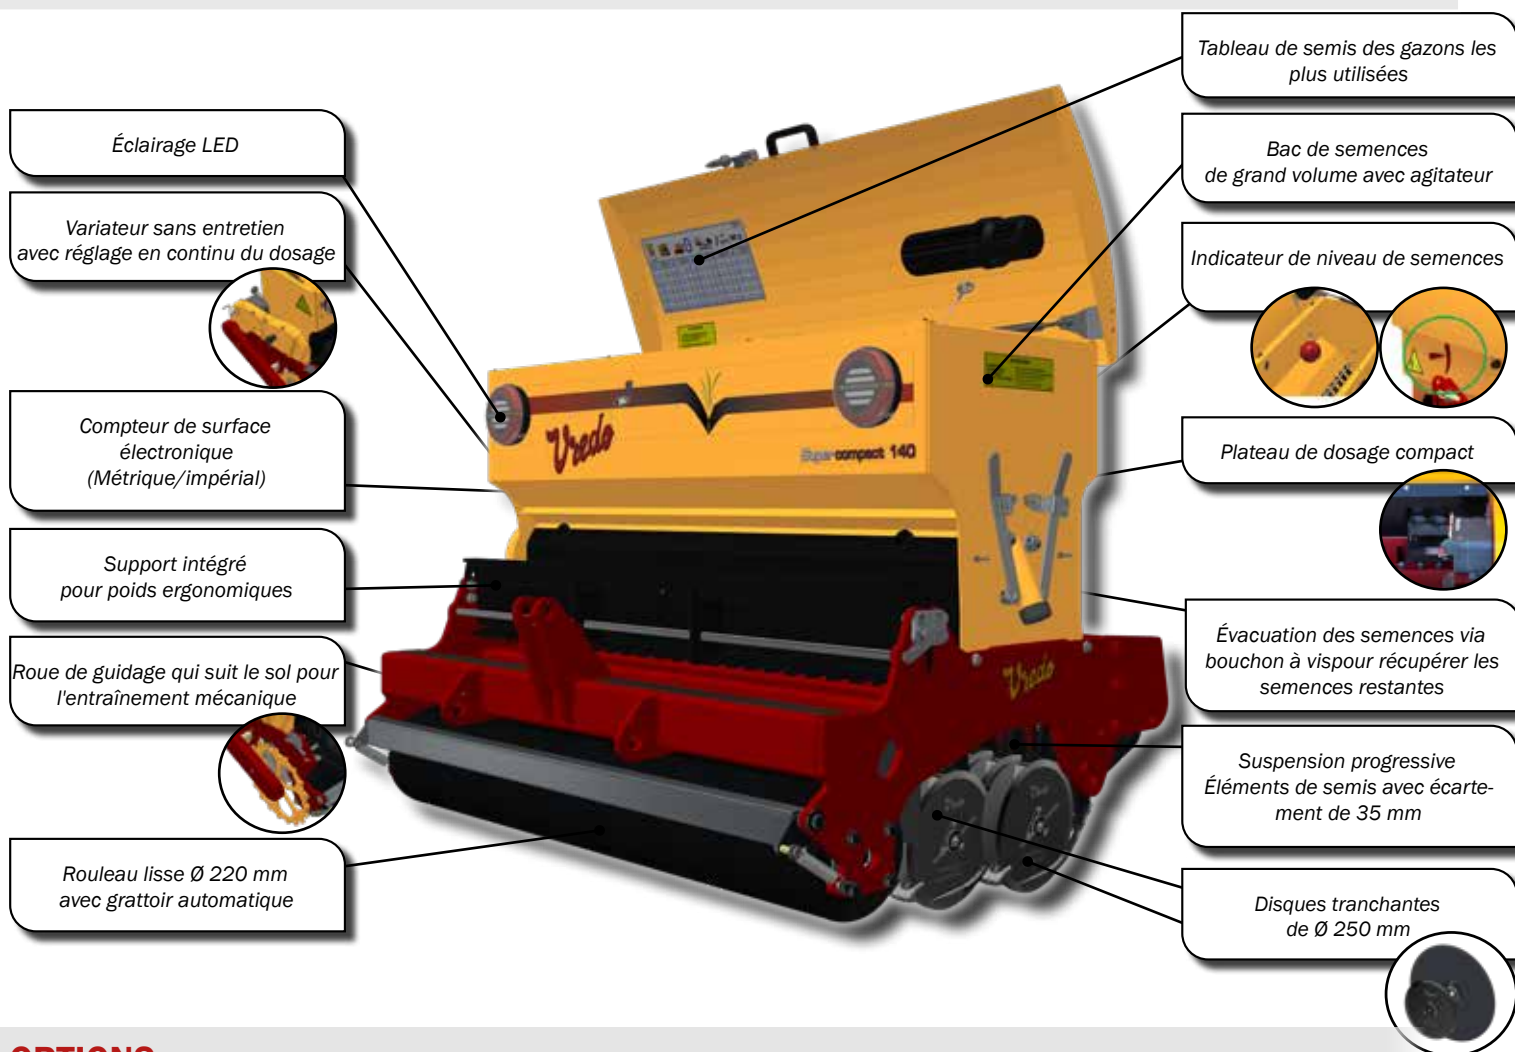 Éclairage LED
Variateur sans entretien
avec réglage en continu du dosage
Compteur de surface
électronique
(Métrique/impérial)
Support intégré
pour poids ergonomiques
Roue de guidage qui suit le sol pour
l'entraînement mécanique
Rouleau lisse Ø 220 mm
avec grattoir automatique
Vredo
Supercompact 140
Vredo
Tableau de semis des gazons les
plus utilisées
Bac de semences
de grand volume avec agitateur
Indicateur de niveau de semences
Plateau de dosage compact
Évacuation des semences via
bouchon à vispour récupérer les
semences restantes
Suspension progressive
Éléments de semis avec écarte-
ment de 35 mm
Disques tranchantes
de Ø 250 mm
OPTIONS